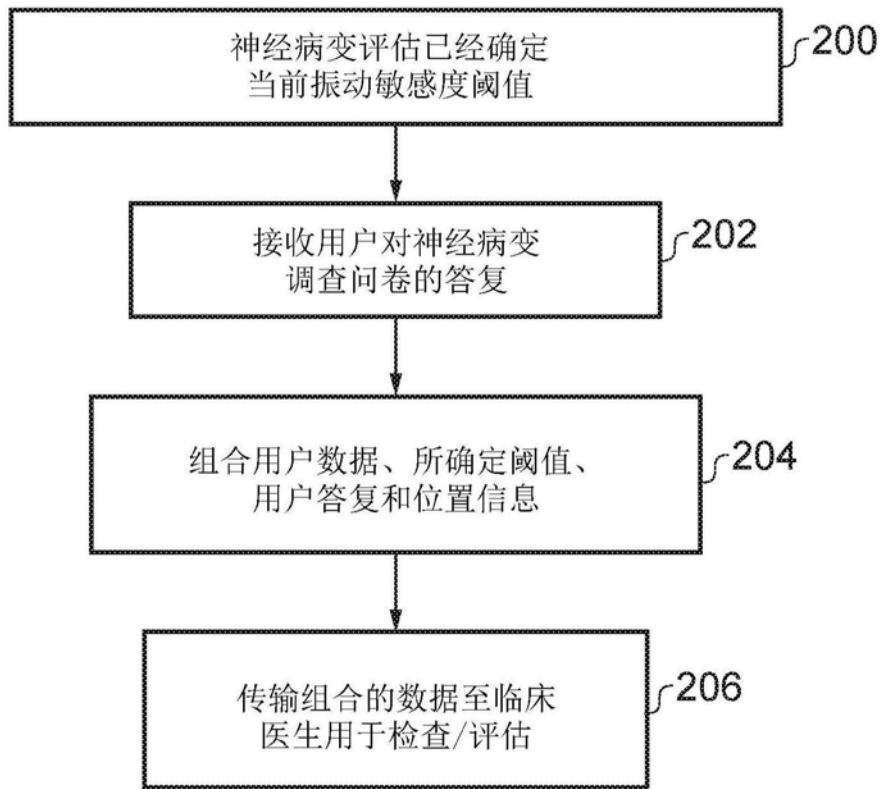 神经病变评估已经确定
当前振动敏感度阈值
200
接收用户对神经病变
调查问卷的答复
202
组合用户数据、所确定阈值、
用户答复和位置信息
204
传输组合的数据至临床
医生用于检查/评估
206